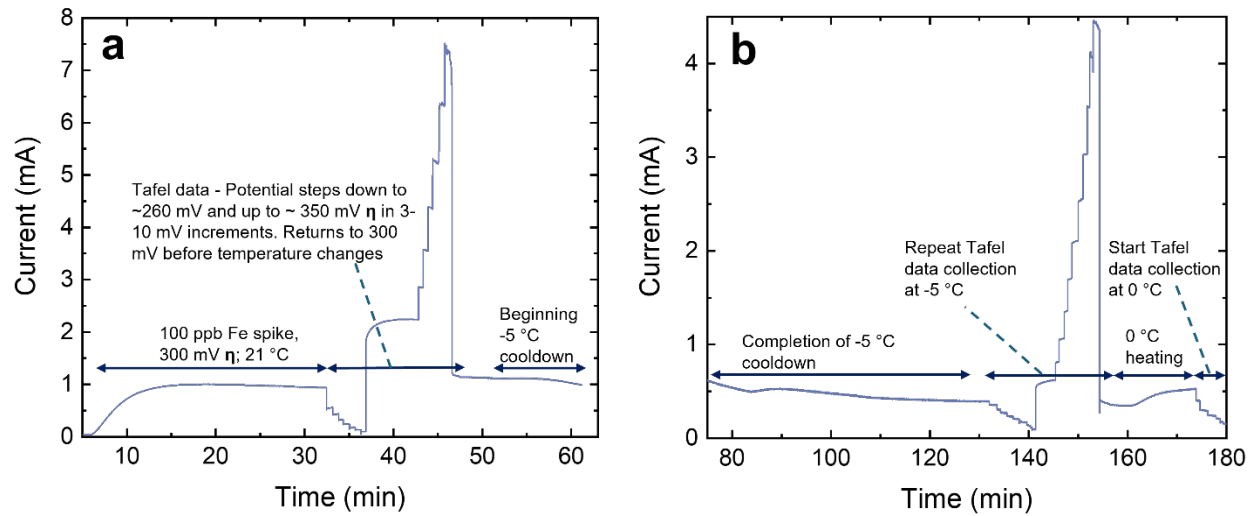 a
8
7
6
5
4
3
2
1
0
Current (mA)
Tafel data - Potential steps down to
~260 mV and up to ~ 350 mV η in 3-
10 mV increments. Returns to 300
mV before temperature changes
100 ppb Fe spike,
300 mV η; 21 °C
Beginning
-5 °C
cooldown
10 20 30 40 50 60
Time (min)
b
4
3
2
1
0
Current (mA)
Repeat Tafel
data collection
at -5 °C
Start Tafel
data collection
at 0 °C
Completion of -5 °C
cooldown
0 °C
heating
80 100 120 140 160 180
Time (min)